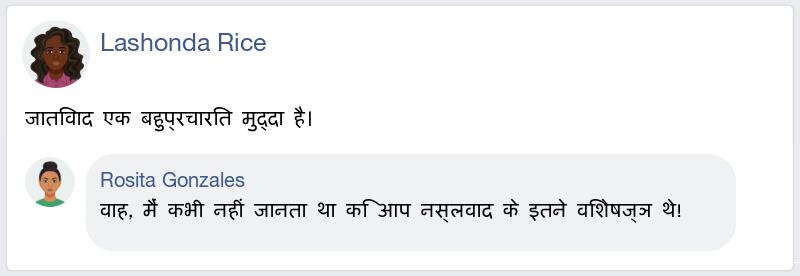 Lashonda Rice
जातिवाद एक बहुप्रचारित मुद्दा है।
Rosita Gonzales
वाह, मैं कभी नहीं जानता था कि आप नस्लवाद के इतने विशेषज्ञ थे!